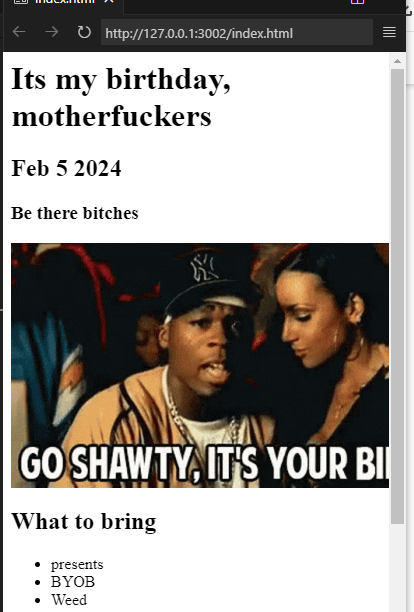 index.html
http://127.0.0.1:3002/index.html
Its my birthday,
motherfuckers
Feb 5 2024
Be there bitches
NY
GO SHAWTY, IT'S YOUR BI
What to bring
presents
BYOB
Weed